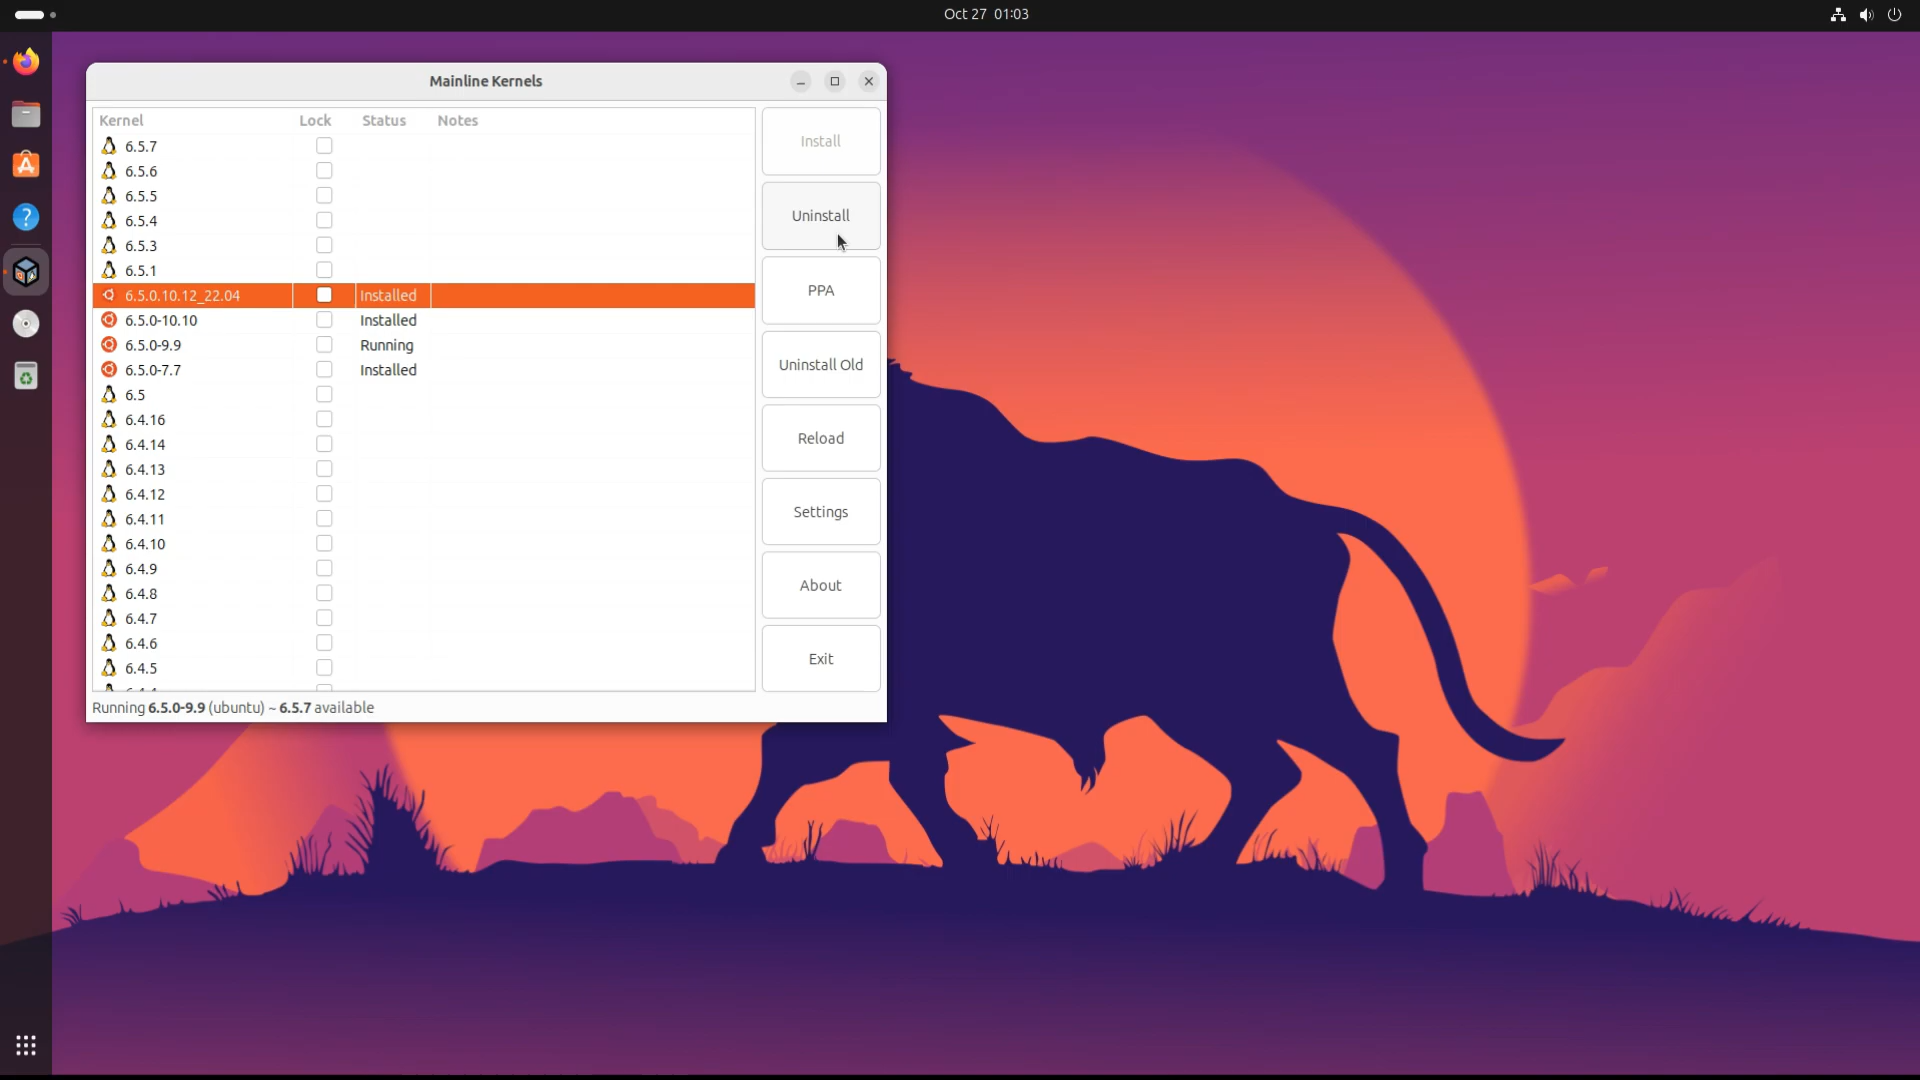 Oct 27 01:03
Mainline Kernels
Kernel Lock Status Notes
6.5.7
6.5.6
6.5.5
6.5.4
6.5.3
6.5.1
6.5.0.10.12_22.04 Installed
6.5.0-10.10 Installed
6.5.0-9.9 Running
6.5.0-7.7 Installed
6.5
6.4.16
6.4.14
6.4.13
6.4.12
6.4.11
6.4.10
6.4.9
6.4.8
6.4.7
6.4.6
6.4.5
Install
Uninstall
PPA
Uninstall Old
Reload
Settings
About
Exit
Running 6.5.0-9.9 (ubuntu) ~ 6.5.7 available